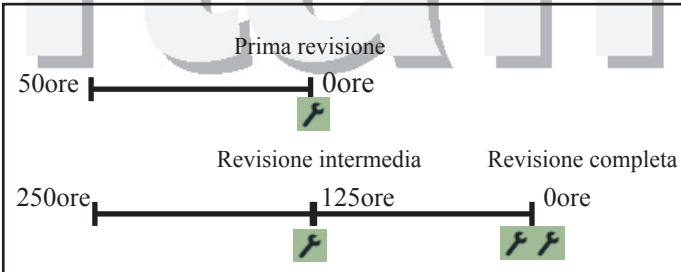 Prima revisione
50ore 0ore
Revisione intermedia Revisione completa
250ore 125ore 0ore